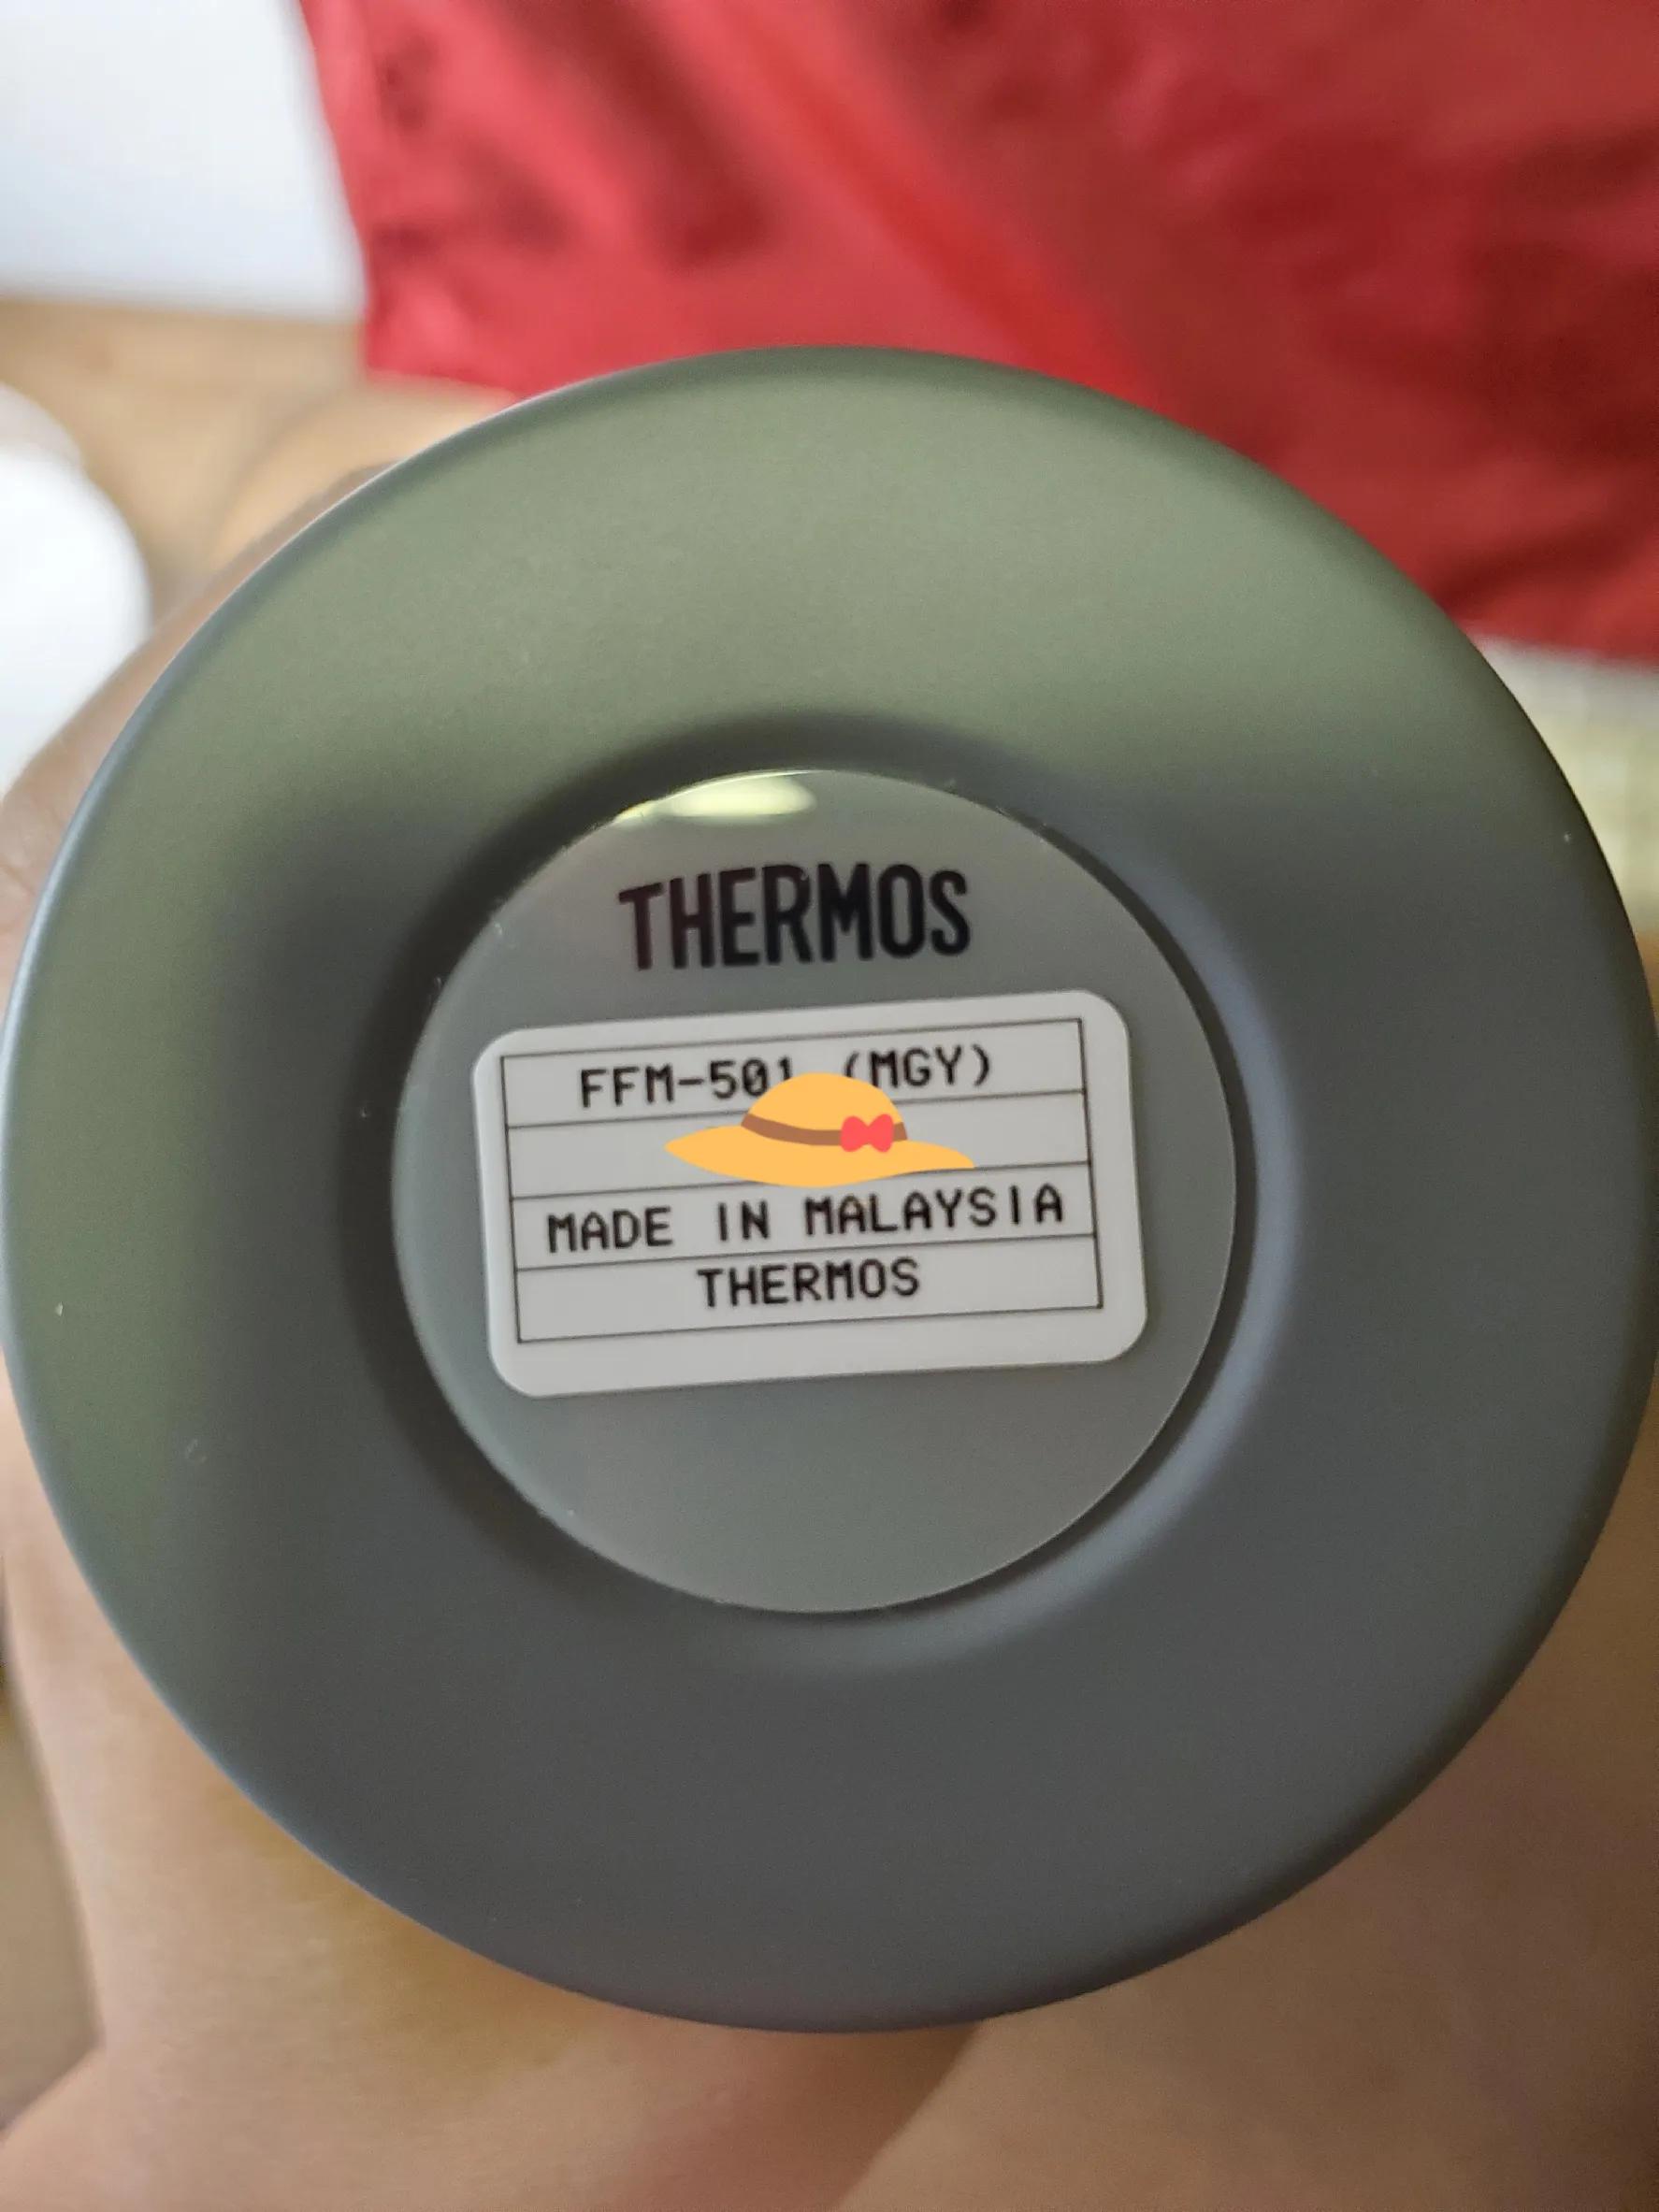 THERMOS
FFM-501 (MGY)
MADE IN MALAYSIA
THERMOS